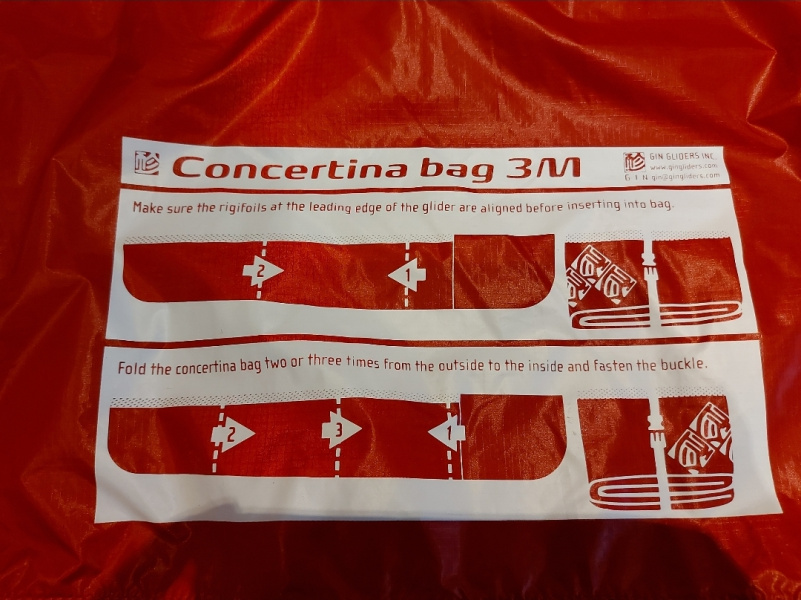 Concertina bag 3M
GIN GLIDERS INC.
www.gingliders.com
GIN gin@gingliders.com
Make sure the rigifoils at the leading edge of the glider are aligned before inserting into bag.
2
1
Fold the concertina bag two or three times from the outside to the inside and fasten the buckle.
2
3
1